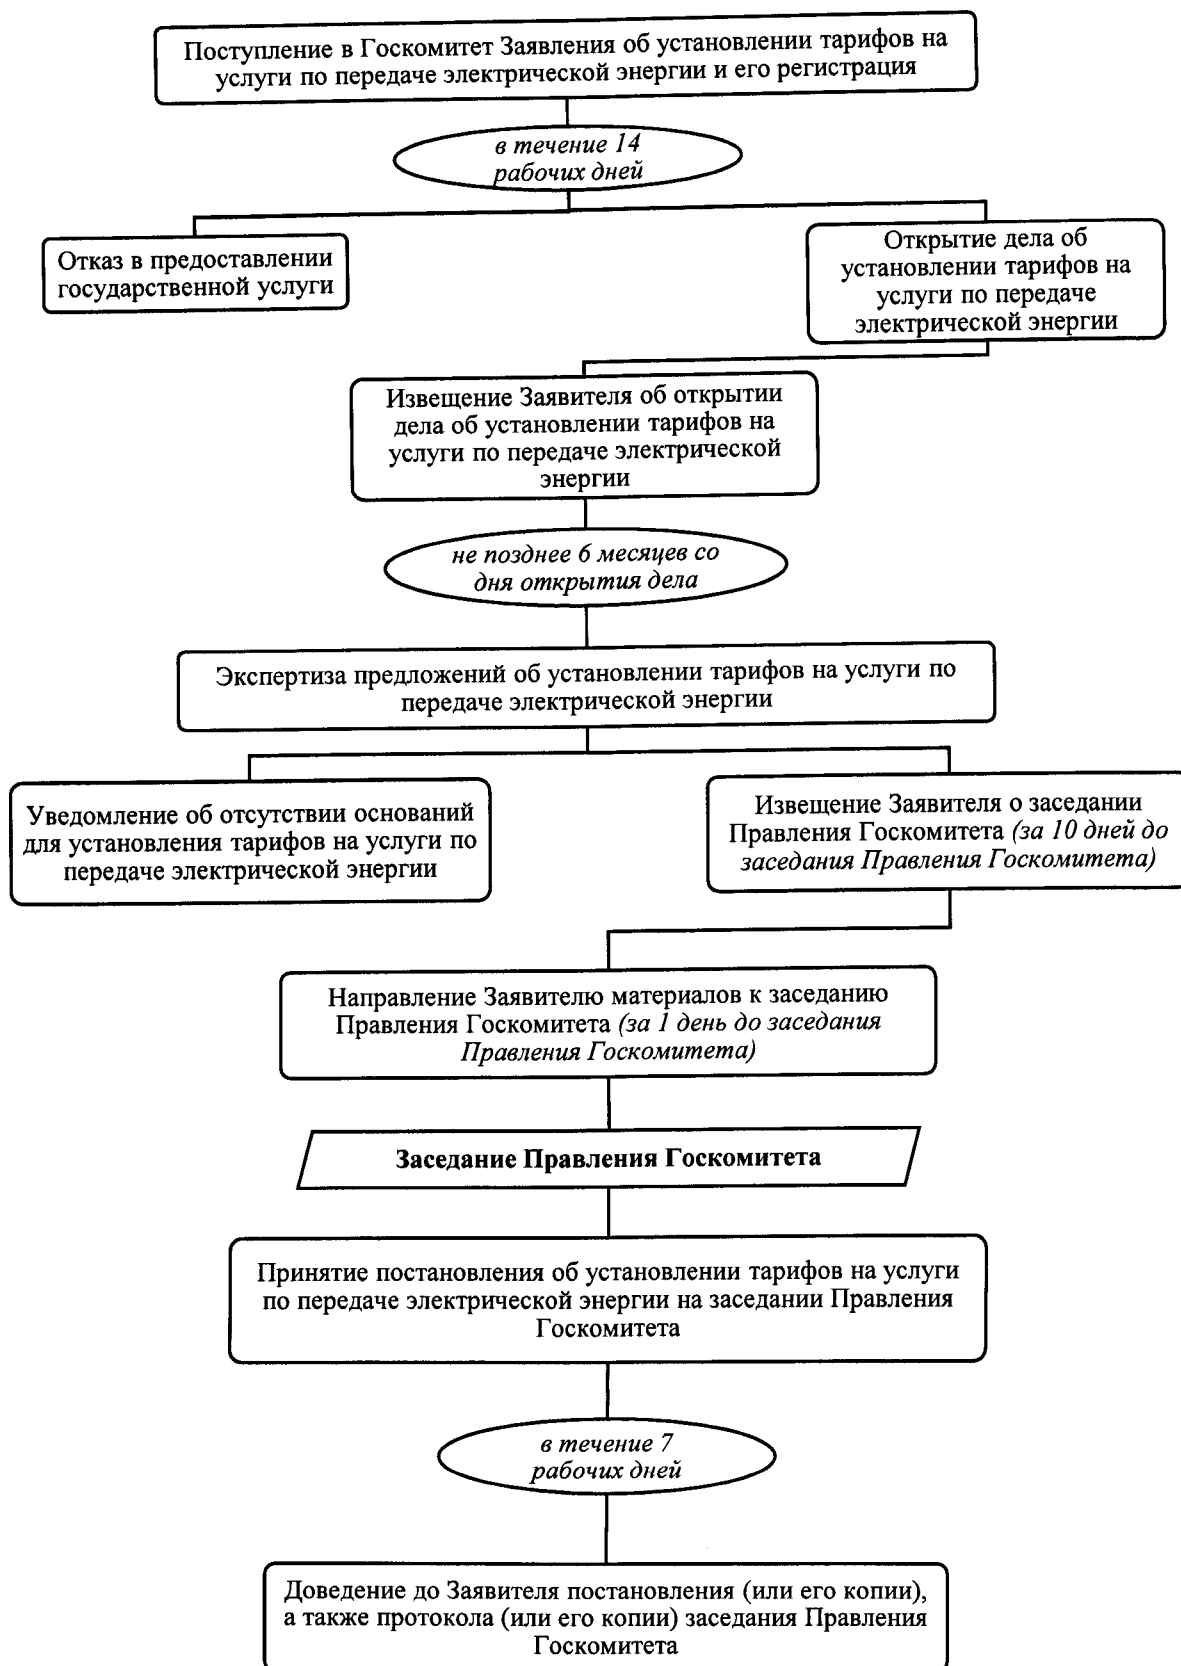 Поступление в Госкомитет Заявления об установлении тарифов на
услуги по передаче электрической энергии и его регистрация
в течение 14
рабочих дней
Отказ в предоставлении
государственной услуги
Открытие дела об
установлении тарифов на
услуги по передаче
электрической энергии
Извещение Заявителя об открытии
дела об установлении тарифов на
услуги по передаче электрической
энергии
не позднее 6 месяцев со
дня открытия дела
Экспертиза предложений об установлении тарифов на услуги по
передаче электрической энергии
Уведомление об отсутствии оснований
для установления тарифов на услуги по
передаче электрической энергии
Извещение Заявителя о заседании
Правления Госкомитета (за 10 дней до
заседания Правления Госкомитета)
Направление Заявителю материалов к заседанию
Правления Госкомитета (за 1 день до заседания
Правления Госкомитета)
Заседание Правления Госкомитета
Принятие постановления об установлении тарифов на услуги
по передаче электрической энергии на заседании Правления
Госкомитета
в течение 7
рабочих дней
Доведение до Заявителя постановления (или его копии),
а также протокола (или его копии) заседания Правления
Госкомитета